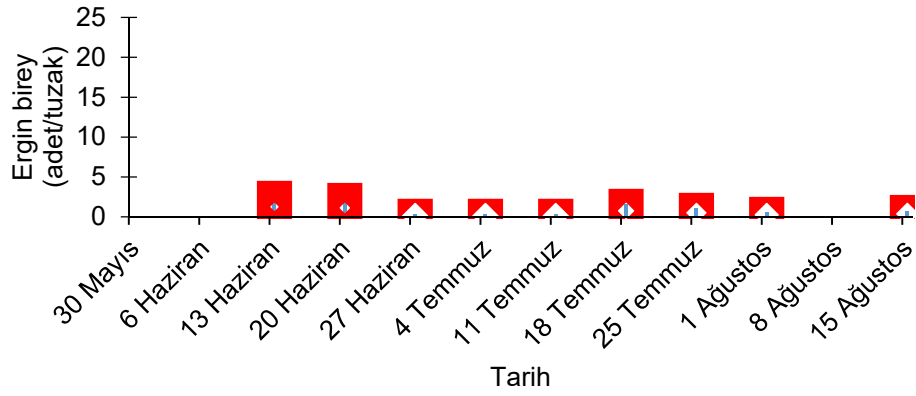 Ergin birey
(adet/tuzak)
25
20
15
10
5
0
30 Mayıs
6 Haziran
13 Haziran
20 Haziran
27 Haziran
4 Temmuz
11 Temmuz
18 Temmuz
25 Temmuz
1 Ağustos
8 Ağustos
15 Ağustos
Tarih